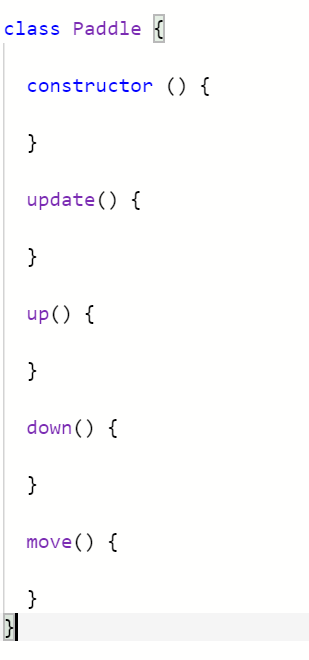 class Paddle {
constructor () {
}
update() {
}
up() {
}
down() {
}
move() {
}
}